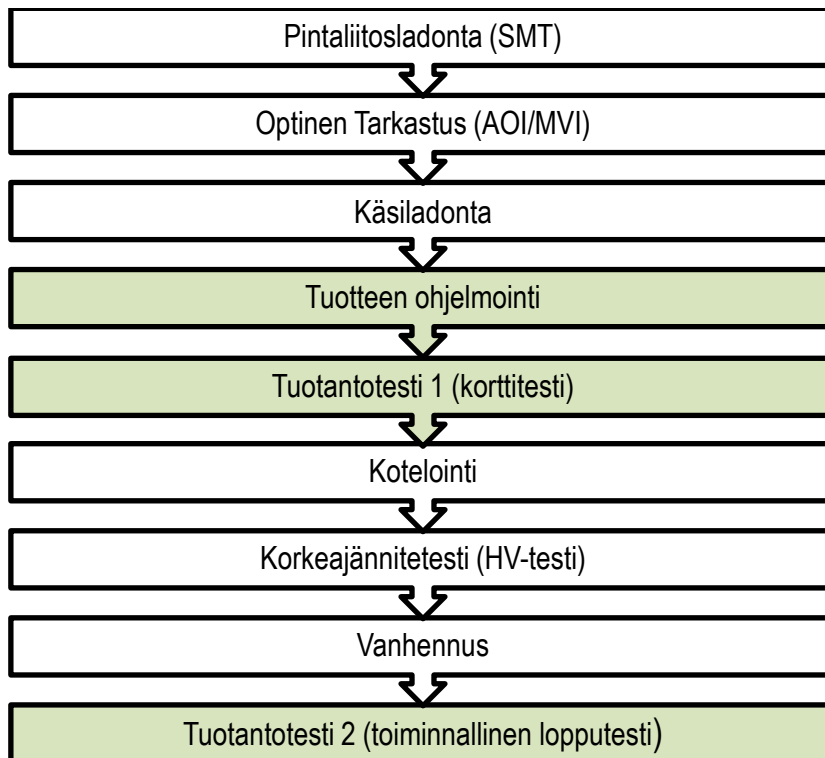 Pintaliitosladonta (SMT)
Optinen Tarkastus (AOI/MVI)
Käsiladonta
Tuotteen ohjelmointi
Tuotantotesti 1 (korttitesti)
Kotelointi
Korkeajännitetesti (HV-testi)
Vanhennus
Tuotantotesti 2 (toiminnallinen lopputesti)